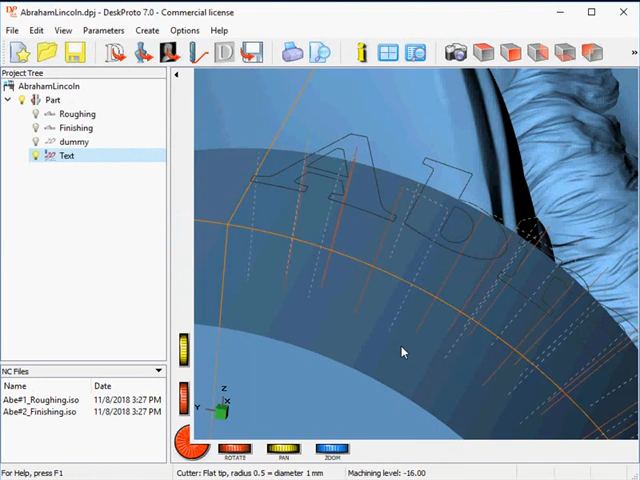 AbrahamLincoln.dpj - DeskProto 7.0 - Commercial license
File Edit View Parameters Create Options Help
Project Tree
AbrahamLincoln
Part
Roughing
Finishing
dummy
Text
A b r
NC Files
Name Date
Abe#1_Roughing.iso 11/8/2018 3:27 PM
Abe#2_Finishing.iso 11/8/2018 3:27 PM
Z
Y X
ROTATE PAN ZOOM
For Help, press F1 Cutter: Flat tip, radius 0.5 = diameter 1 mm Machining level: -16.00